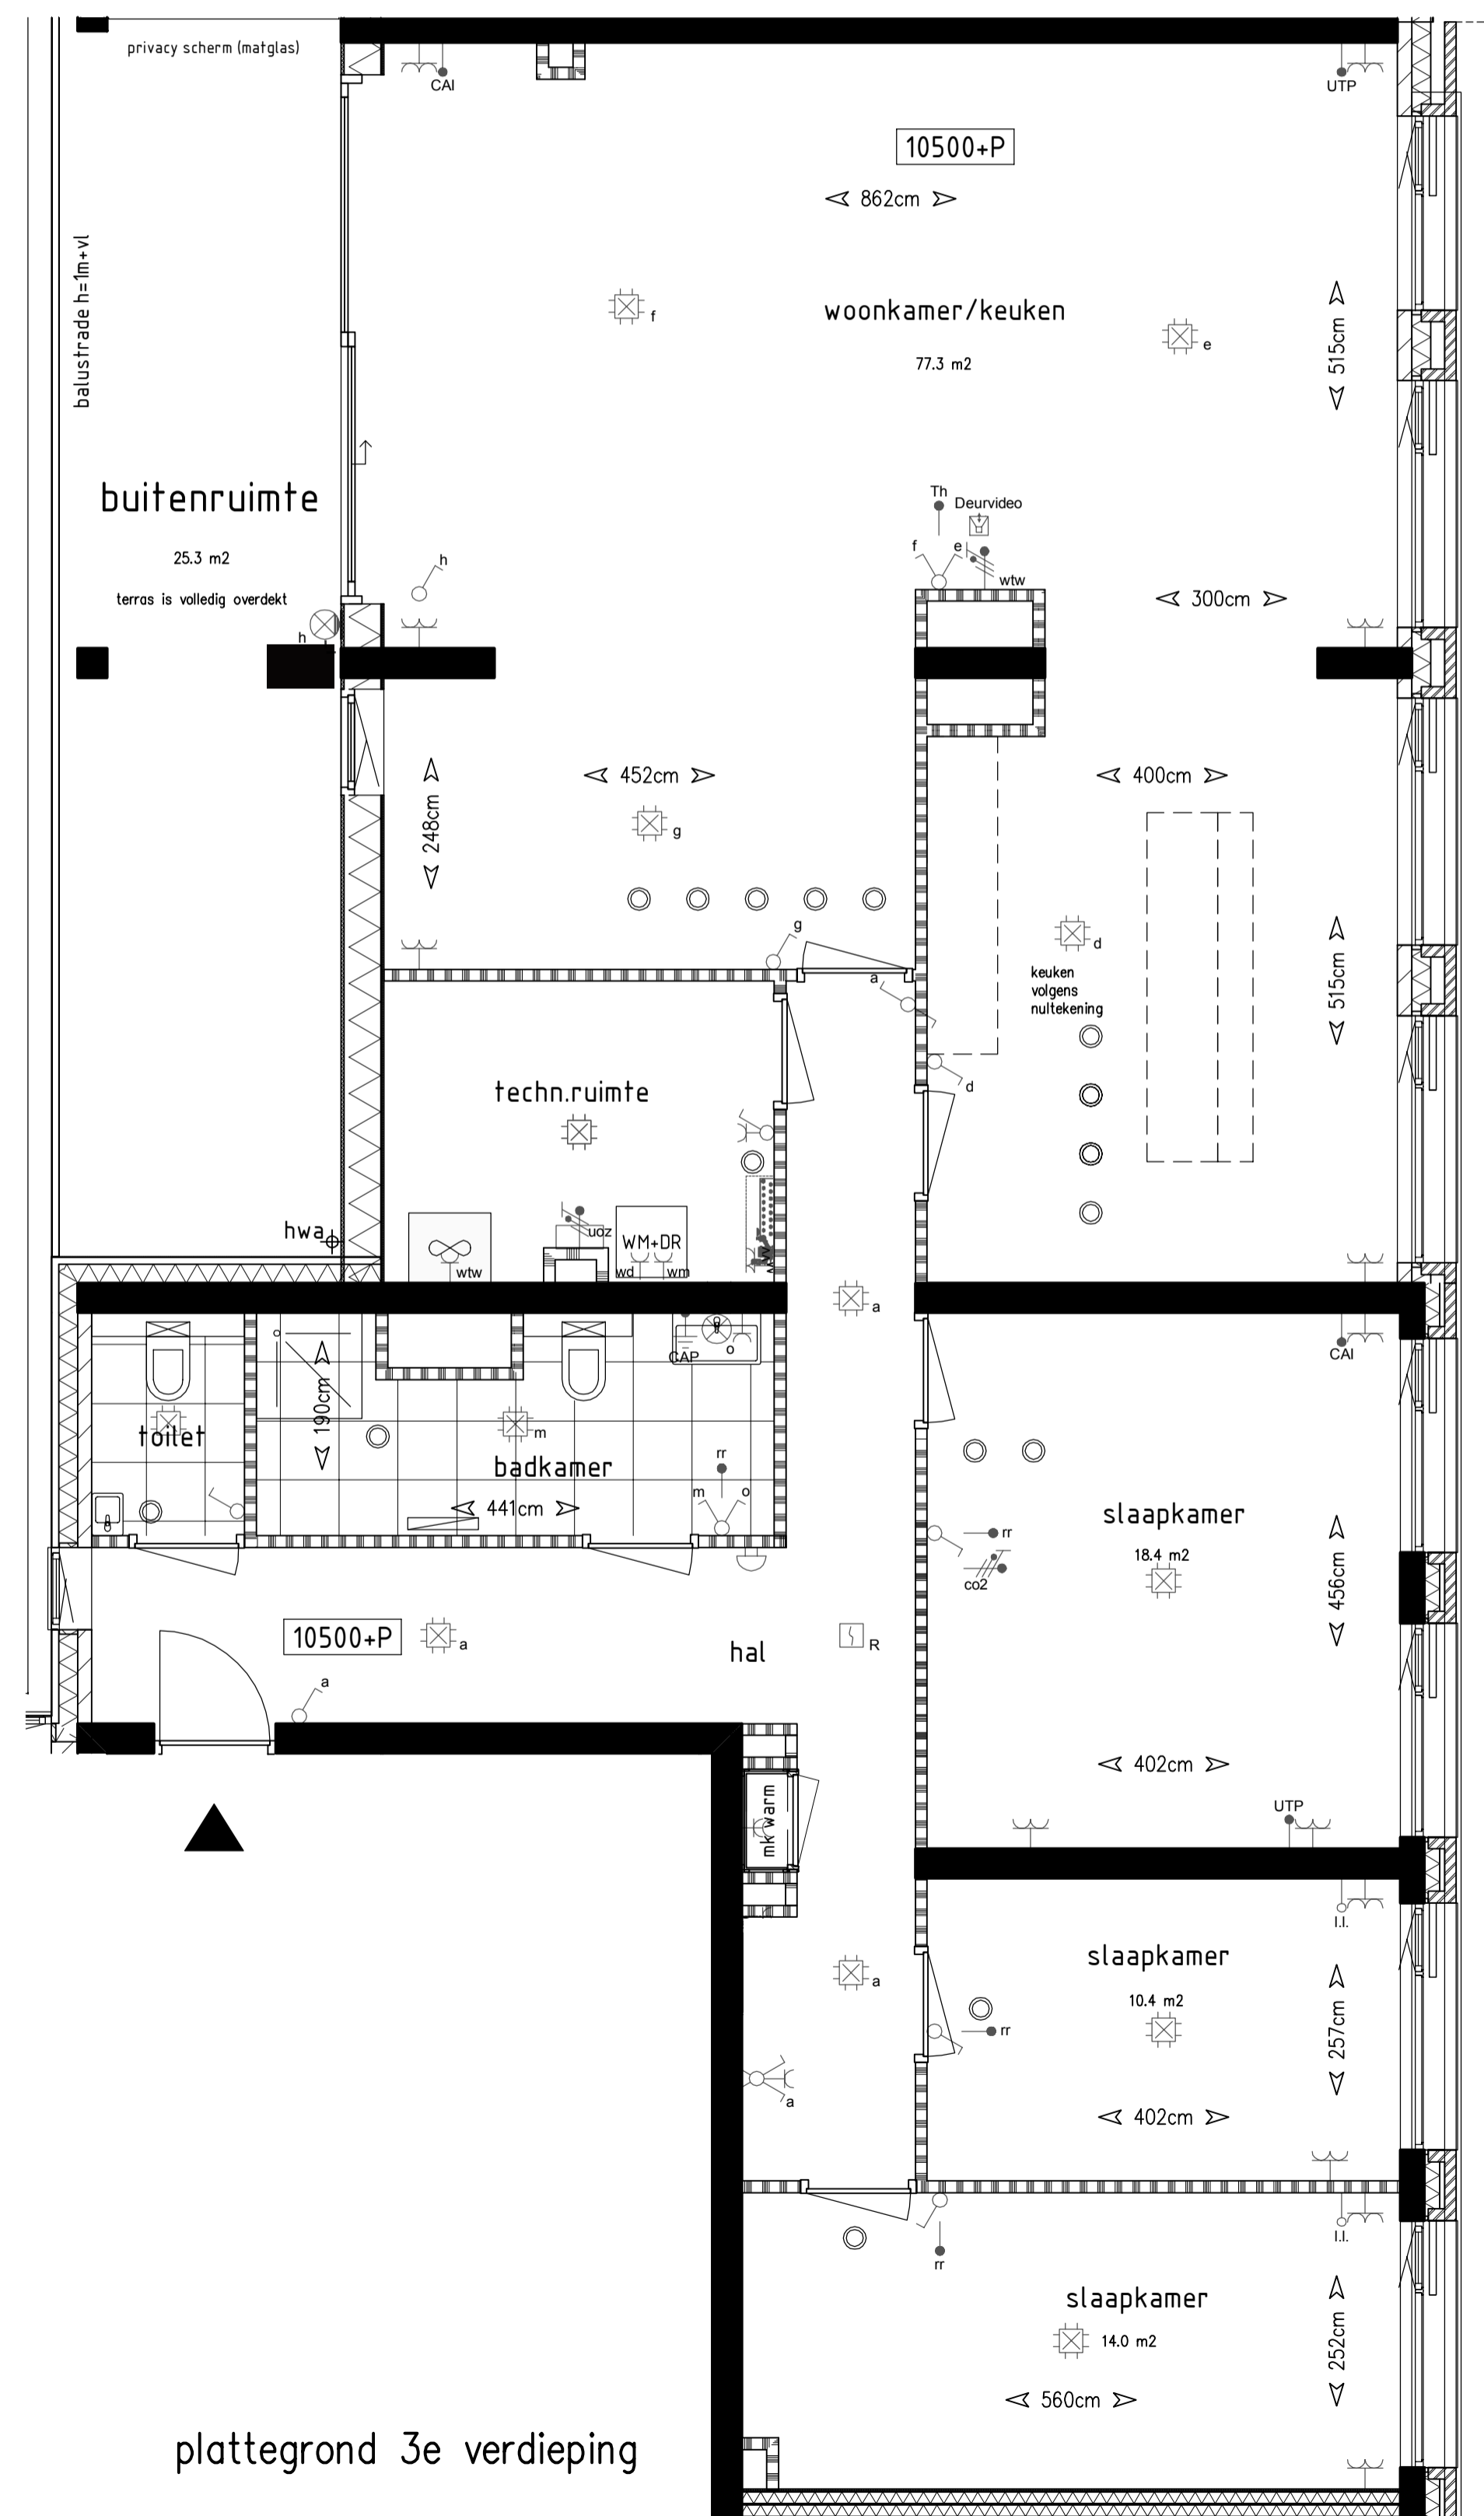 privacy scherm (matglas)
CAI
UTP
10500+P
862cm
balustrade h=1m+vl
woonkamer/keuken
77.3 m2
f
e
515cm
buitenruimte
25.3 m2
terras is volledig overdekt
h
h
Th
Deurvideo
f
e
wtw
300cm
452cm
400cm
248cm
g
g
d
keuken
volgens
nultekening
515cm
a
d
techn.ruimte
hwa
uoz
WM+DR
wtw
wd
wm
a
CAP
o
CAI
190cm
toilet
m
badkamer
441cm
rr
m
o
slaapkamer
18.4 m2
rr
co2
456cm
10500+P
a
hal
R
a
402cm
UTP
mk warm
l.l.
slaapkamer
10.4 m2
a
rr
257cm
a
402cm
l.l.
rr
slaapkamer
14.0 m2
252cm
560cm
plattegrond 3e verdieping